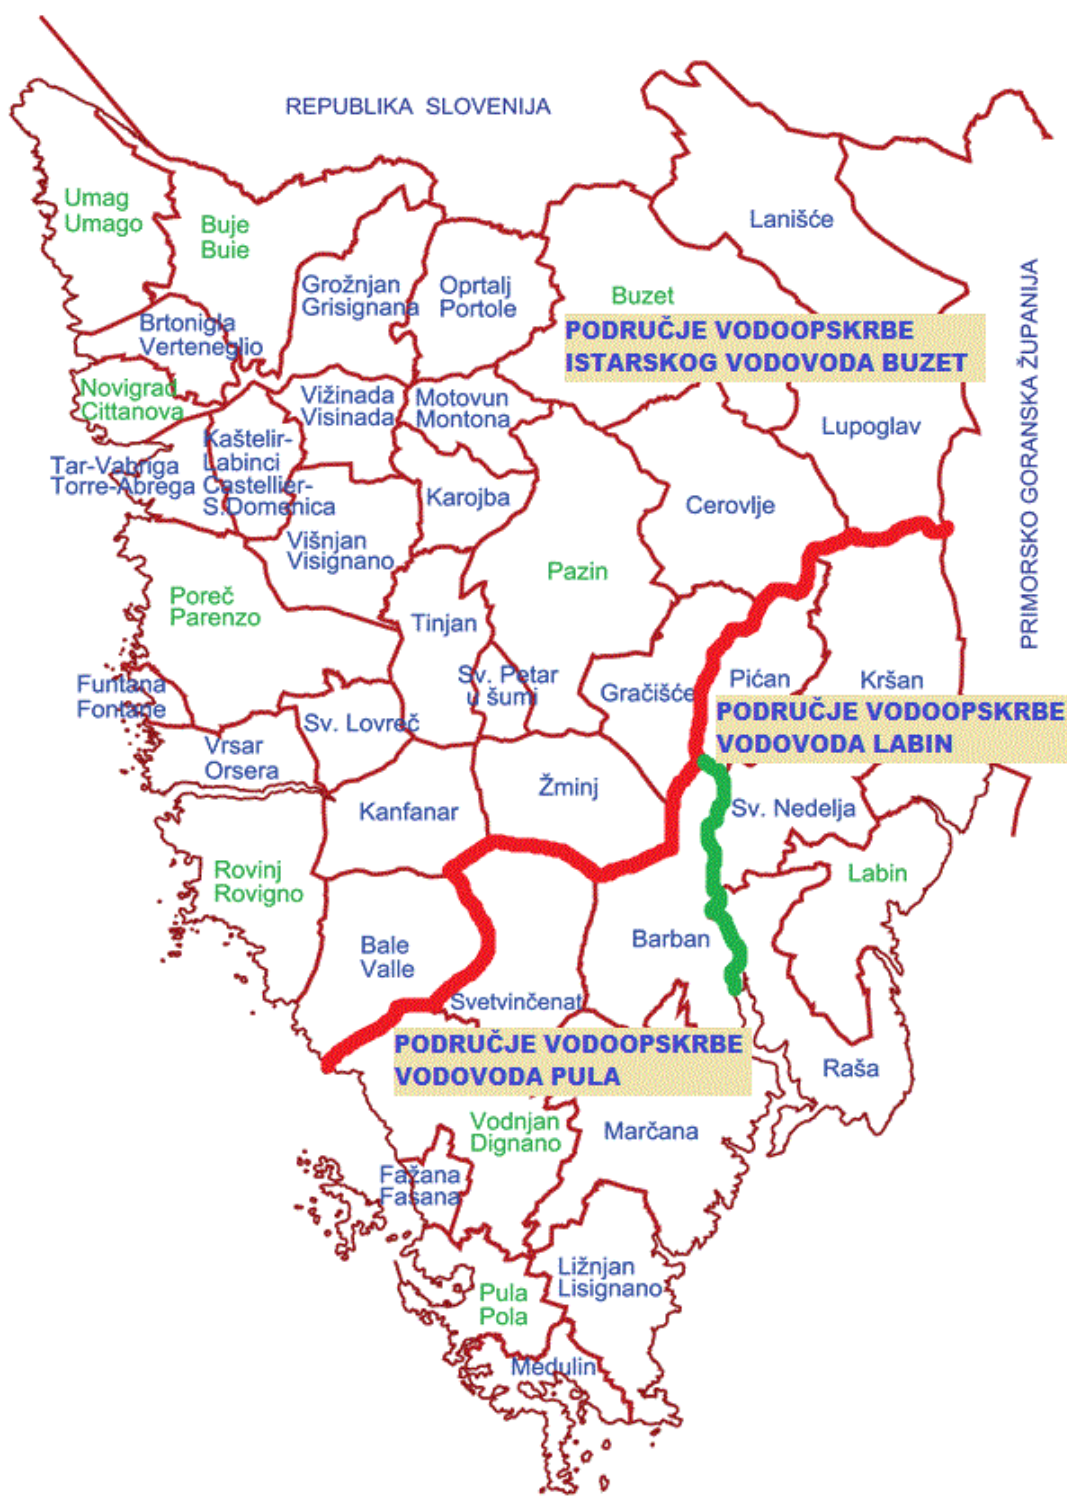 REPUBLIKA SLOVENIJA
Umag
Umago
Buje
Buie
Lanišće
Grožnjan
Grisignana
Oprtalj
Portole
Buzet
PRIMORSKO GORANSKA ŽUPANIJA
Brtonigla
Verteneglio
PODRUČJE VODOOPSKRBE
ISTARSKOG VODOVODA BUZET
Novigrad
Cittanova
Vižinada
Visinada
Motovun
Montona
Lupoglav
Tar-Vabriga
Torre-Abrega
Kaštelir-
Labinci
Castellier-
S.Domenica
Karojba
Cerovlje
Višnjan
Visignano
Pazin
Poreč
Parenzo
Tinjan
Sv. Petar
u šumi
Gračišće
Pićan
Kršan
Funtana
Fontane
Sv. Lovreč
PODRUČJE VODOOPSKRBE
VODOVODA LABIN
Vrsar
Orsera
Kanfanar
Žminj
Sv. Nedelja
Rovinj
Rovigno
Labin
Bale
Valle
Barban
Svetvinčenat
PODRUČJE VODOOPSKRBE
VODOVODA PULA
Raša
Vodnjan
Dignano
Marčana
Fažana
Fasana
Ližnjan
Lisignano
Pula
Pola
Medulin